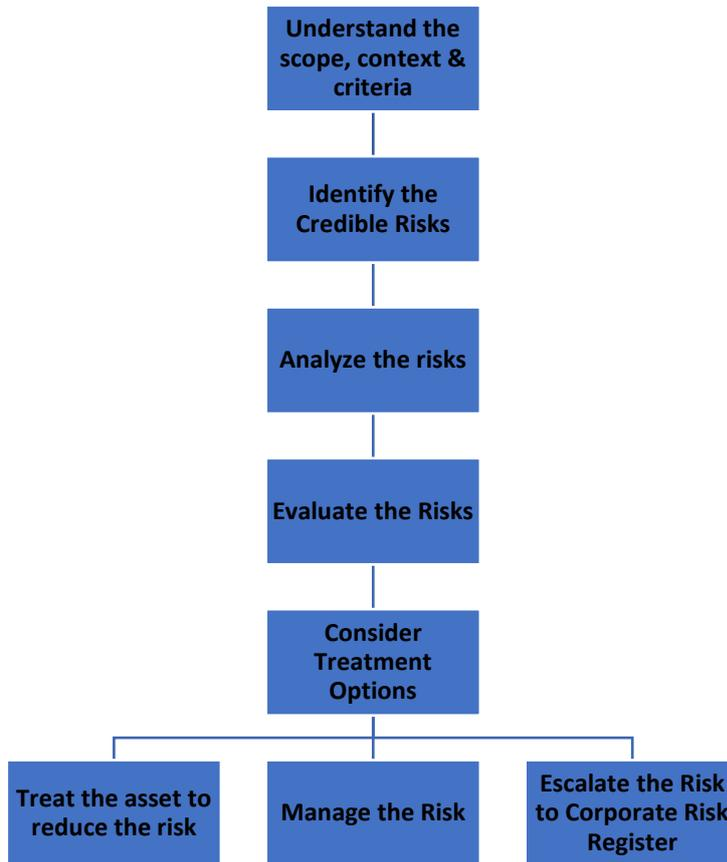 Understand the
scope, context &
criteria
Identify the
Credible Risks
Analyze the risks
Evaluate the Risks
Consider
Treatment
Options
Treat the asset to
reduce the risk
Manage the Risk
Escalate the Risk
to Corporate Risk
Register